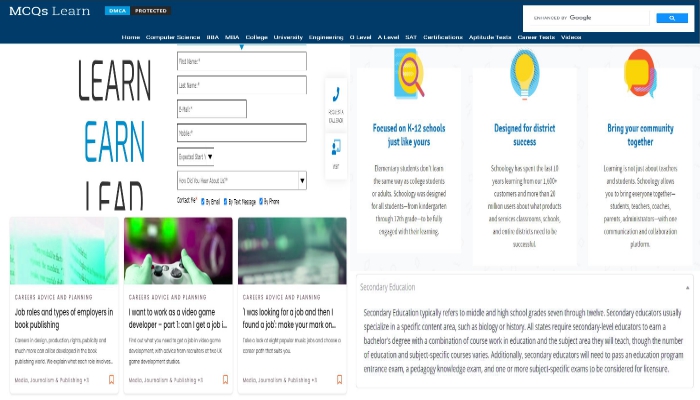 MCQs Learn
DMCA PROTECTED
ENHANCED BY Google
Home Computer Science BBA MBA College University Engineering O Level A Level SAT Certifications Aptitude Tests Career Tests Videos
LEARN
EARN
LEAD
First Name:*
Last Name:*
E-Mail:*
Mobile:*
Expected Start
How Did You Hear About Us?*
Contact Me* By Email By Text Message By Phone
REQUEST A
VISIT
Focused on K-12 schools
just like yours
Elementary students don't learn
the same way as college students
or adults. Schoology was designed
for all students—from kindergarten
through 12th grade—to be fully
engaged with their learning.
Designed for district
success
Schoology has spent the last 10
years learning from our 1,600+
customers and more than 20
million users about what products
and services classrooms, schools,
and entire districts need to be
successful.
Bring your community
together
Learning is not just about teachers
and students. Schoology allows
you to bring everyone together—
students, teachers, coaches,
parents, administrators—with one
communication and collaboration
platform.
CAREERS ADVICE AND PLANNING
Job roles and types of employers in
book publishing
Careers in design, production, rights, publicity and
much more can all be developed in the book
publishing world. We explain what each role involves...
Media, Journalism & Publishing +3
CAREERS ADVICE AND PLANNING
I want to work as a video game
developer – part 1: can I get a job i...
Find out what you need to get a job in video game
development, with advice from recruiters at five UK
game development studios.
Media, Journalism & Publishing +1
CAREERS ADVICE AND PLANNING
'I was looking for a job and then I
found a job': make your mark on...
Take a look at eight popular music jobs and choose a
career path that suits you.
Media, Journalism & Publishing +3
Secondary Education
Secondary Education typically refers to middle and high school grades seven through twelve. Secondary educators usually
specialize in a specific content area, such as biology or history. All states require secondary-level educators to earn a
bachelor's degree with a combination of course work in education and the subject area they will teach, though the number
of education and subject-specific courses varies. Additionally, secondary educators will need to pass an education program
entrance exam, a pedagogy knowledge exam, and one or more subject-specific exams to be considered for licensure.